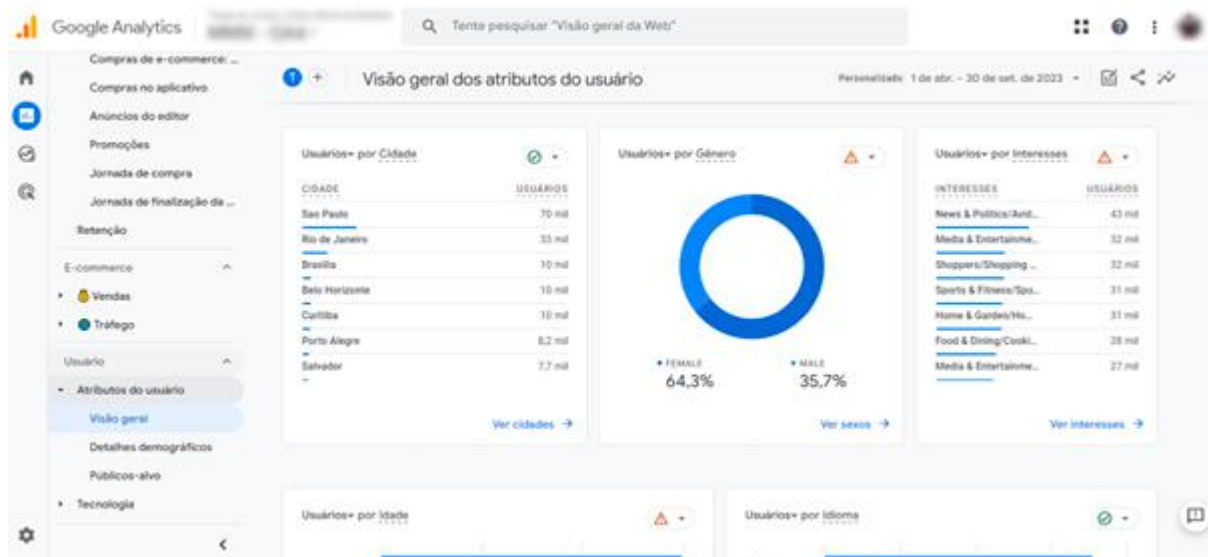 Google Analytics
Tente pesquisar "Visão geral da Web"
Compras de e-commerce: ...
Compras no aplicativo
Anúncios do editor
Promoções
Jornada de compra
Jornada de finalização da ...
Retenção
E-commerce
Vendas
Tráfego
Usuário
Atributos do usuário
Visão geral
Detalhes demográficos
Públicos-alvo
Tecnologia
Visão geral dos atributos do usuário
Personalizado 1 de abr. – 30 de set. de 2023
Usuários por Cidade
CIDADE USUÁRIOS
Sao Paulo 70 mil
Rio de Janeiro 33 mil
Brasilia 10 mil
Belo Horizonte 10 mil
Curitiba 10 mil
Porto Alegre 8,2 mil
Salvador 7,7 mil
Ver cidades →
Usuários por Gênero
FEMALE MALE
64,3% 35,7%
Ver sexos →
Usuários por Interesses
INTERESSES USUÁRIOS
News & Politics/Avid... 43 mil
Media & Entertainme... 32 mil
Shoppers/Shopping ... 32 mil
Sports & Fitness/Spo... 31 mil
Home & Garden/Ho... 31 mil
Food & Dining/Cooki... 28 mil
Media & Entertainme... 27 mil
Ver interesses →
Usuários por Idade
Usuários por Idioma